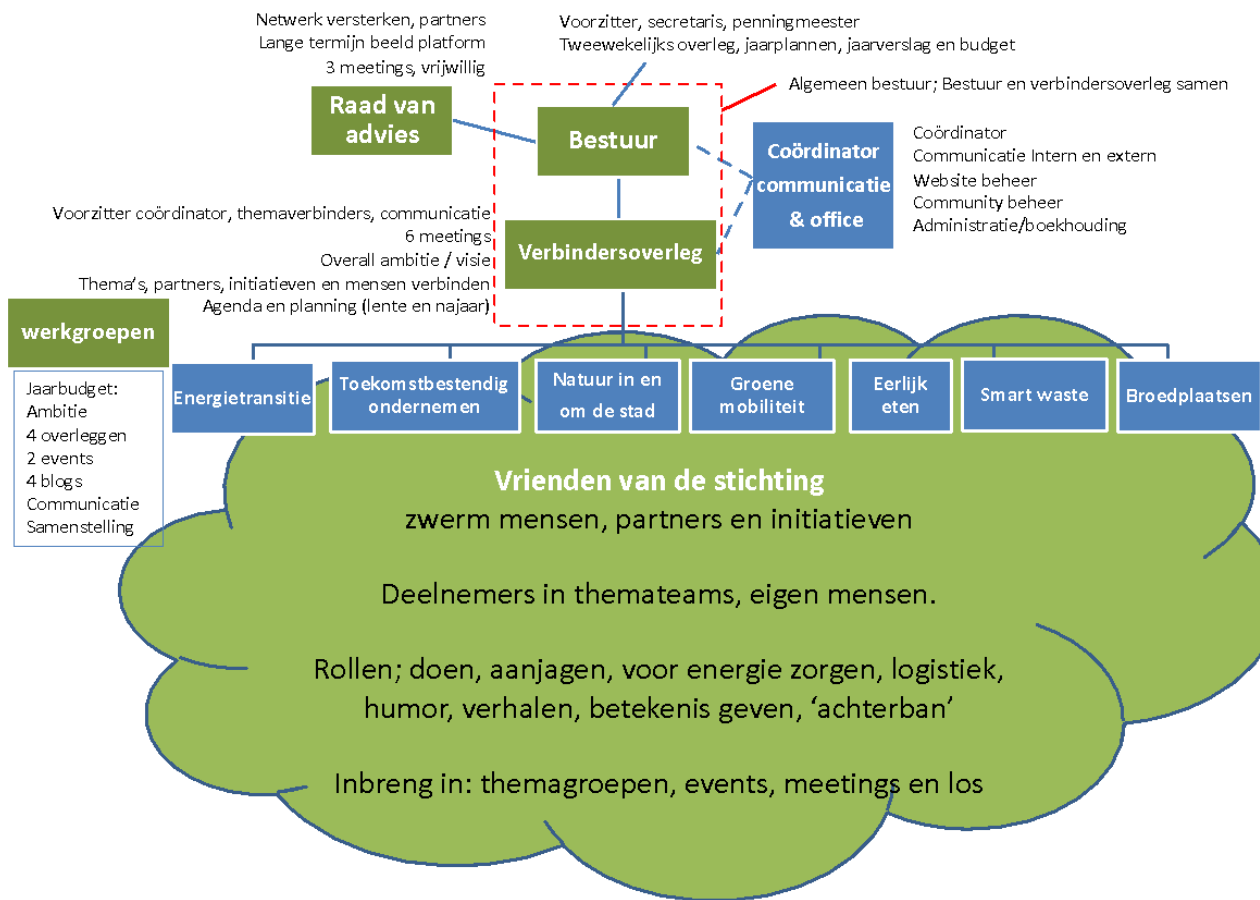 Netwerk versterken, partners
Lange termijn beeld platform
3 meetings, vrijwillig
Voorzitter, secretaris, penningmeester
Tweewekelijks overleg, jaarplannen, jaarverslag en budget
Algemeen bestuur; Bestuur en verbindersoverleg samen
Raad van
advies
Bestuur
Coördinator
communicatie
& office
Coördinator
Communicatie Intern en extern
Website beheer
Community beheer
Administratie/boekhouding
Voorzitter coördinator, themaverbinders, communicatie
6 meetings
Overall ambitie / visie
Thema's, partners, initiatieven en mensen verbinden
Agenda en planning (lente en najaar)
Verbindersoverleg
werkgroepen
Jaarbudget:
Ambitie
4 overleggen
2 events
4 blogs
Communicatie
Samenstelling
Energietransitie
Toekomstbestendig
ondernemen
Natuur in en
om de stad
Groene
mobiliteit
Eerlijk
eten
Smart waste
Broedplaatsen
Vrienden van de stichting
zwerm mensen, partners en initiatieven
Deelnemers in themateams, eigen mensen.
Rollen; doen, aanjagen, voor energie zorgen, logistiek,
humor, verhalen, betekenis geven, ‘achterban’
Inbreng in: themagroepen, events, meetings en los